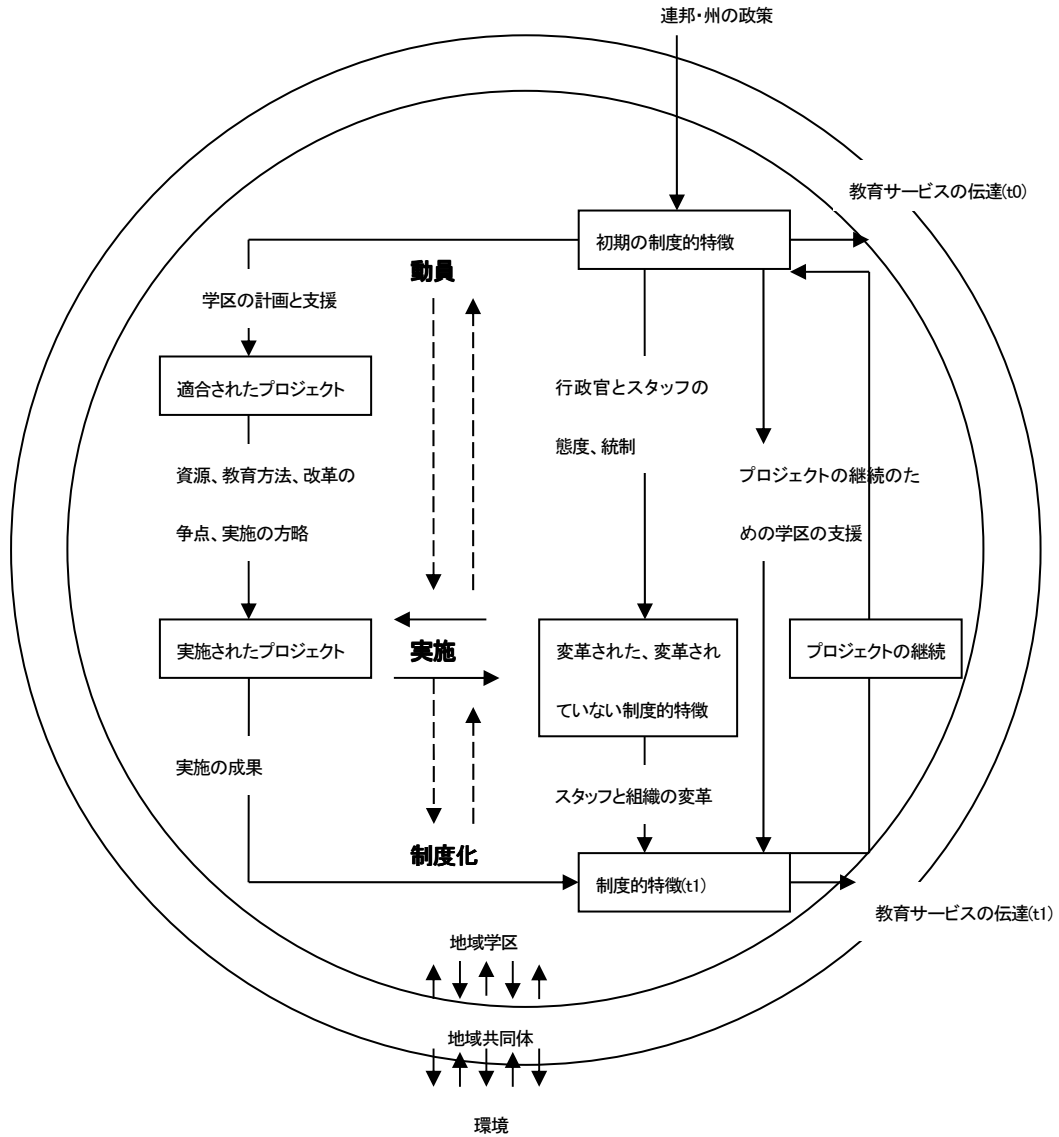 連邦・州の政策
教育サービスの伝達(t0)
初期の制度的特徴
動員
学区の計画と支援
適合されたプロジェクト
行政官とスタッフの
態度、統制
資源、教育方法、改革の
争点、実施の方略
プロジェクトの継続のた
めの学区の支援
実施されたプロジェクト
実施
変革された、変革され
ていない制度的特徴
プロジェクトの継続
実施の成果
スタッフと組織の変革
制度化
制度的特徴(t1)
教育サービスの伝達(t1)
地域学区
地域共同体
環境